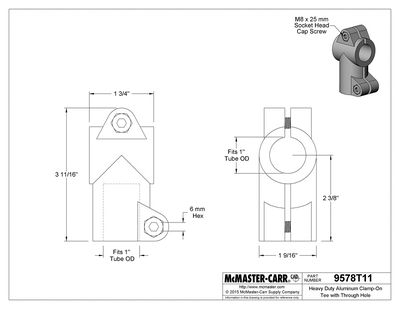 M8 x 25 mm
Socket Head
Cap Screw
1 3/4"
3 11/16"
Fits 1"
Tube OD
2 3/8"
6 mm
Hex
Fits 1"
Tube OD
1 9/16"
McMASTER-CARR CAD
PART NUMBER 9578T11
http://www.mcmaster.com
© 2015 McMaster-Carr Supply Company
Information in this drawing is provided for reference only.
Heavy Duty Aluminum Clamp-On
Tee with Through Hole